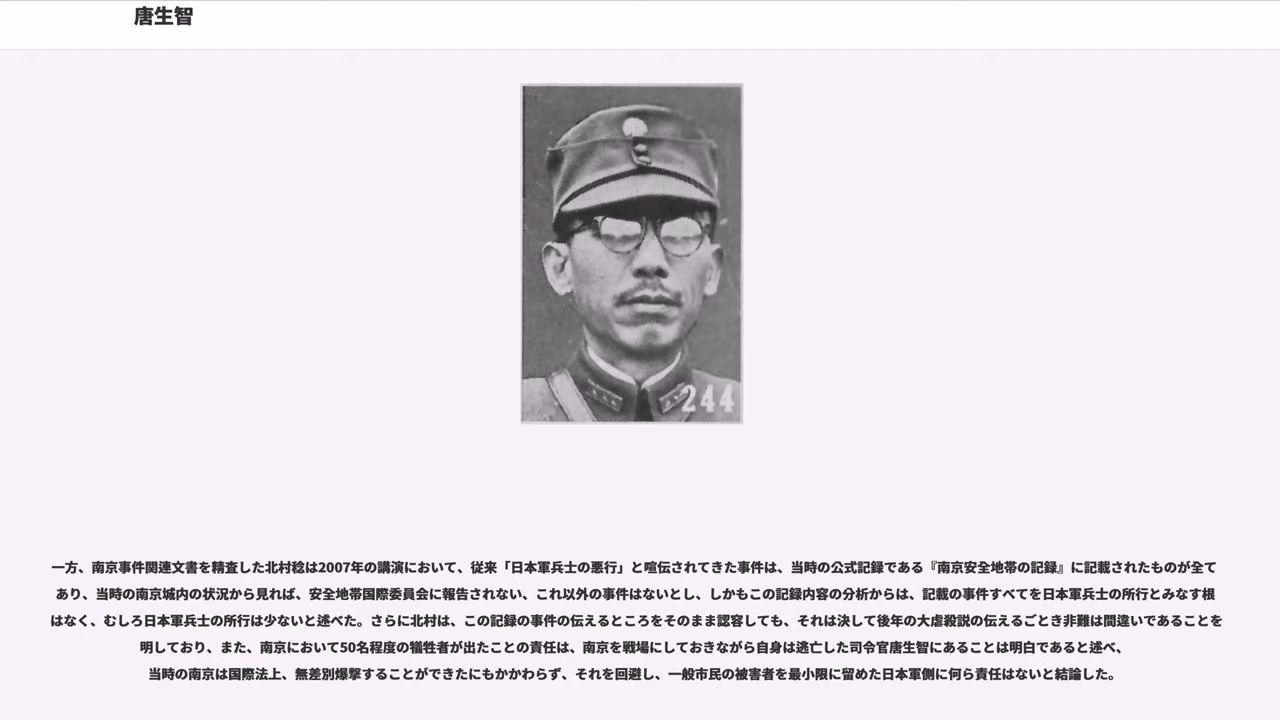 唐生智
244
一方、南京事件関連文書を精査した北村稔は2007年の講演において、従来「日本軍兵士の悪行」と喧伝されてきた事件は、当時の公式記録である『南京安全地帯の記録』に記載されたものが全て
あり、当時の南京城内の状況から見れば、安全地帯国際委員会に報告されない、これ以外の事件はないとし、しかもこの記録内容の分析からは、記載の事件すべてを日本軍兵士の所行とみなす根
はなく、むしろ日本軍兵士の所行は少ないと述べた。さらに北村は、この記録の事件の伝えるところをそのまま認容しても、それは決して後年の大虐殺説の伝えるごとき非難は間違いであることを
明しており、また、南京において50名程度の犠牲者が出たことの責任は、南京を戦場にしておきながら自身は逃亡した司令官唐生智にあることは明白であると述べ、
当時の南京は国際法上、無差別爆撃することができたにもかかわらず、それを回避し、一般市民の被害者を最小限に留めた日本軍側に何ら責任はないと結論した。